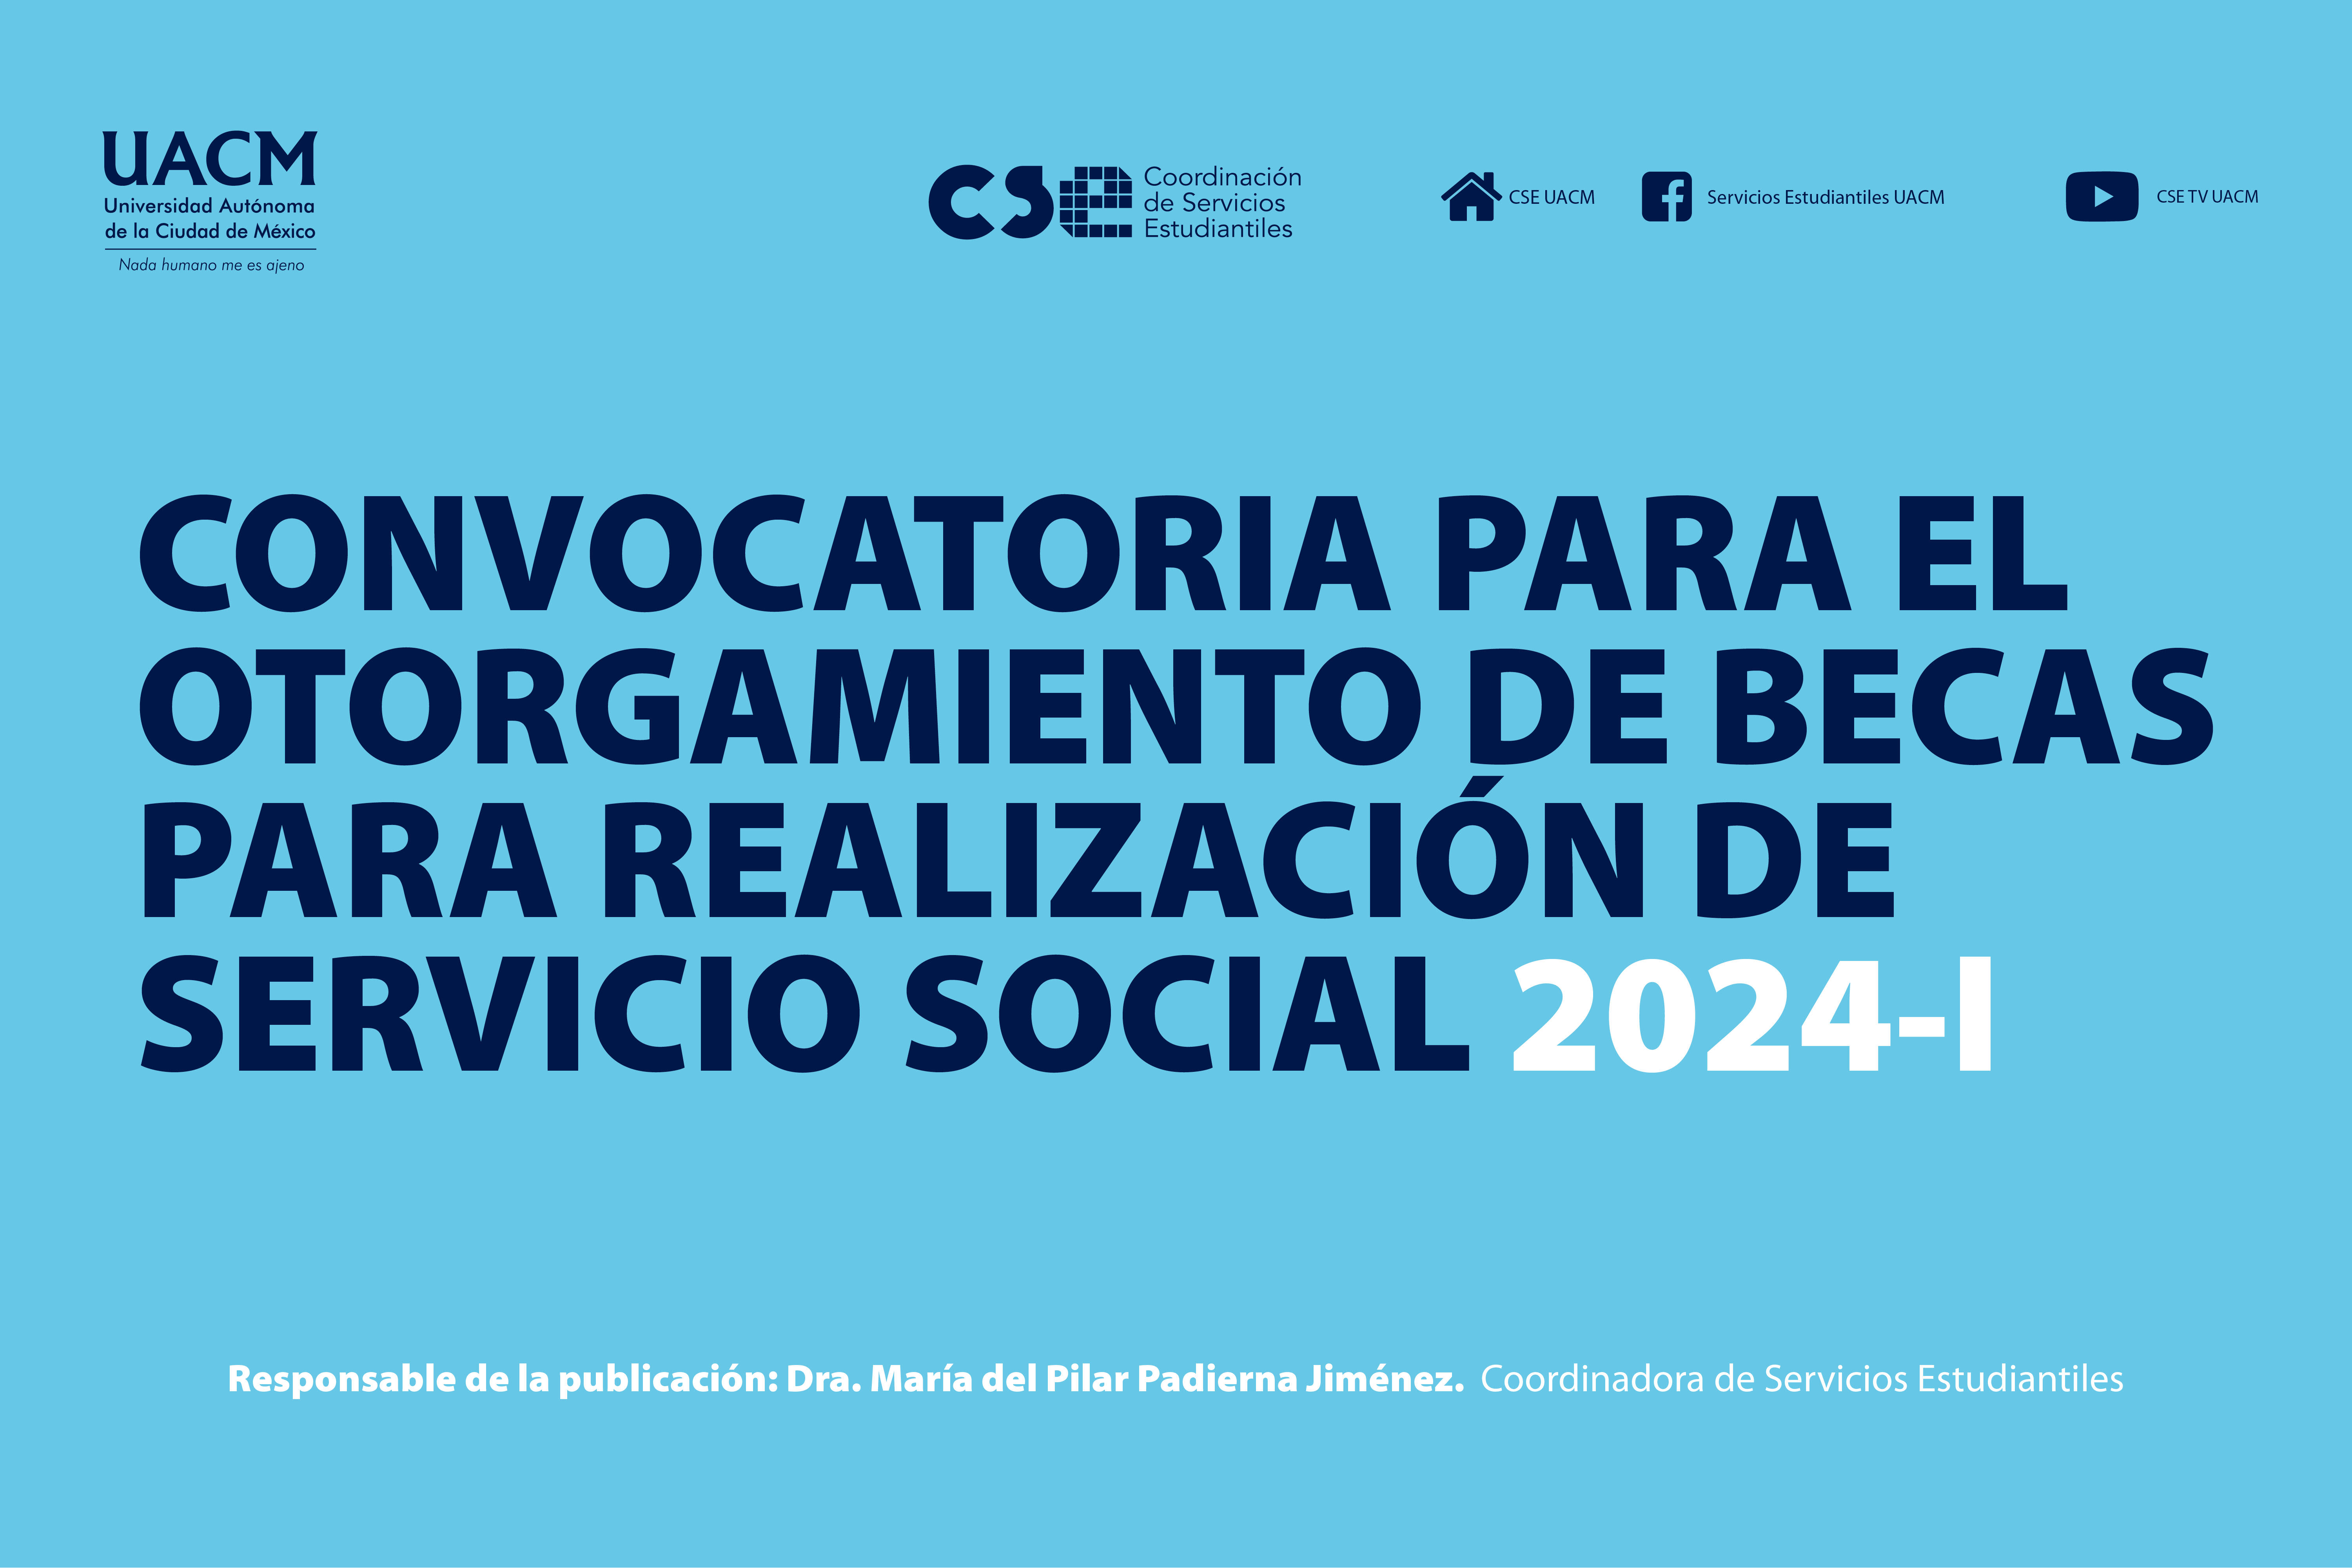 UACM
Universidad Autónoma
de la Ciudad de México
Nada humano me es ajeno
CSE
Coordinación
de Servicios
Estudiantiles
CSE UACM
Servicios Estudiantiles UACM
CSE TV UACM
CONVOCATORIA PARA EL
OTORGAMIENTO DE BECAS
PARA REALIZACIÓN DE
SERVICIO SOCIAL 2024-I
Responsable de la publicación: Dra. María del Pilar Padierna Jiménez. Coordinadora de Servicios Estudiantiles